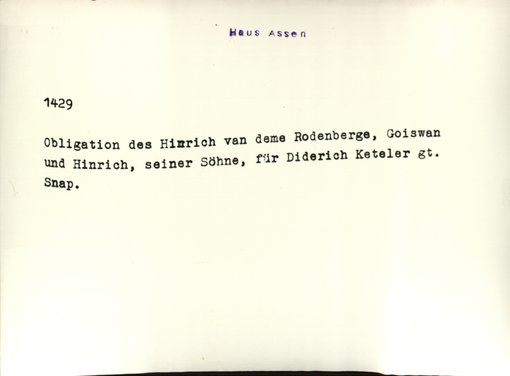 Haus Assen
1429
Obligation des Hinrich van deme Rodenberge, Goiswan
und Hinrich, seiner Söhne, für Diderich Keteler gt.
Snap.